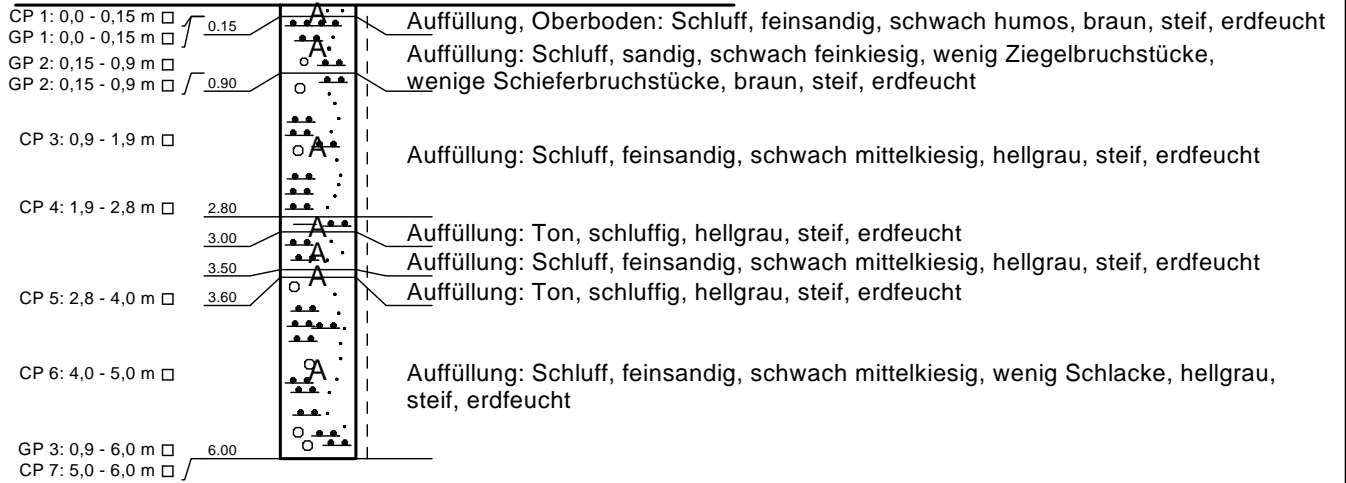 CP 1: 0,0 - 0,15 m
GP 1: 0,0 - 0,15 m
0.15
A
Auffüllung, Oberboden: Schluff, feinsandig, schwach humos, braun, steif, erdfeucht
GP 2: 0,15 - 0,9 m
GP 2: 0,15 - 0,9 m
0.90
A
Auffüllung: Schluff, sandig, schwach feinkiesig, wenig Ziegelbruchstücke,
wenige Schieferbruchstücke, braun, steif, erdfeucht
CP 3: 0,9 - 1,9 m
A
Auffüllung: Schluff, feinsandig, schwach mittelkiesig, hellgrau, steif, erdfeucht
CP 4: 1,9 - 2,8 m
2.80
A
3.00
Auffüllung: Ton, schluffig, hellgrau, steif, erdfeucht
A
3.50
Auffüllung: Schluff, feinsandig, schwach mittelkiesig, hellgrau, steif, erdfeucht
A
CP 5: 2,8 - 4,0 m
3.60
Auffüllung: Ton, schluffig, hellgrau, steif, erdfeucht
CP 6: 4,0 - 5,0 m
A
Auffüllung: Schluff, feinsandig, schwach mittelkiesig, wenig Schlacke, hellgrau,
steif, erdfeucht
GP 3: 0,9 - 6,0 m
6.00
CP 7: 5,0 - 6,0 m